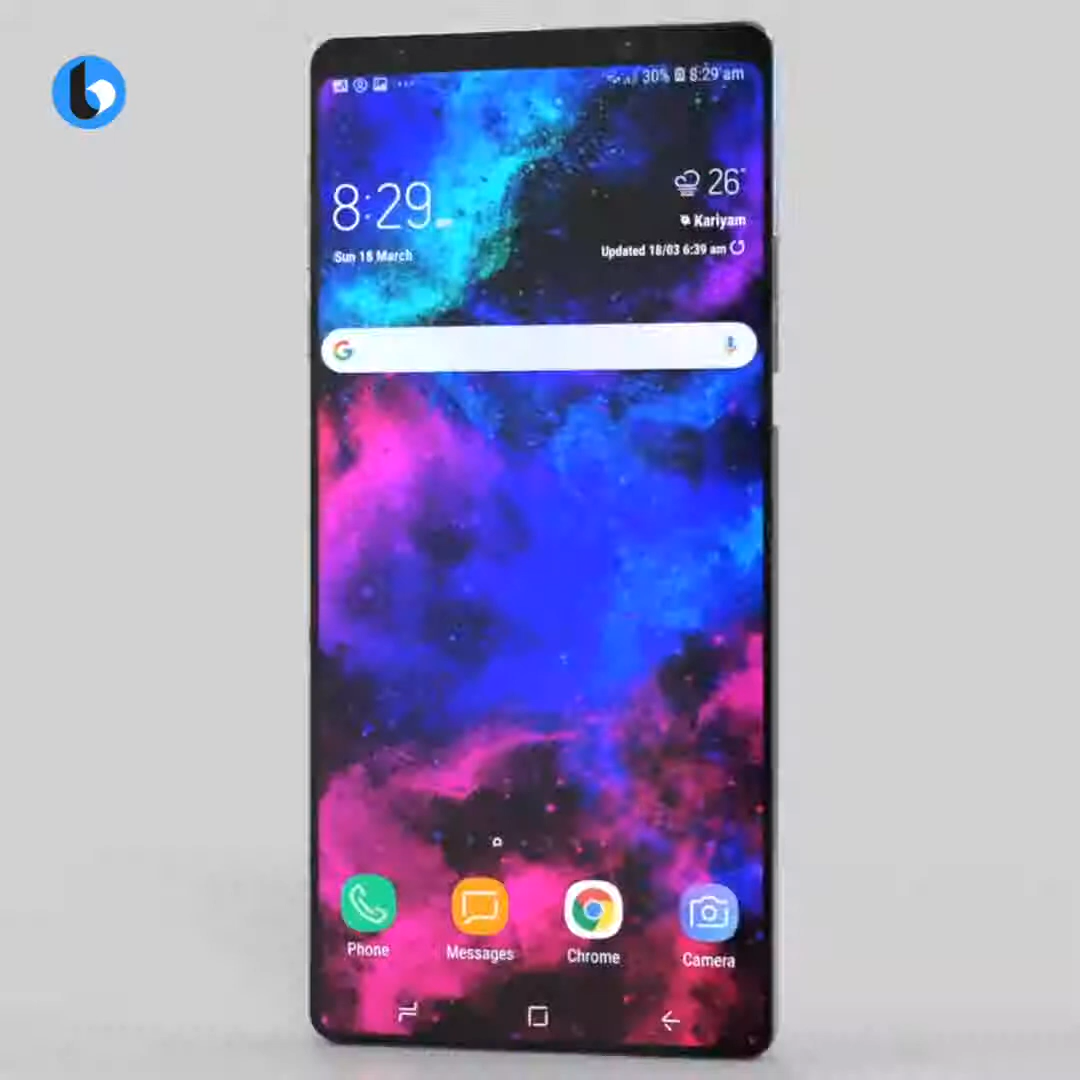 30% 8:29 am
8:29
Sun 18 March
26°
Kariyam
Updated 18/03 6:39 am
Phone
Messages
Chrome
Camera